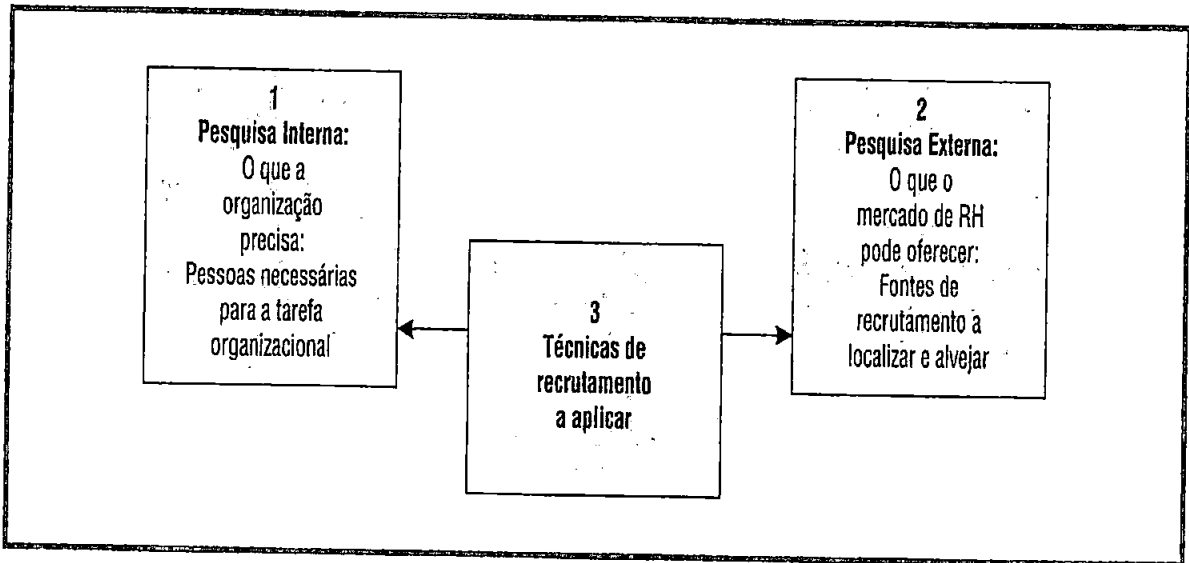 1
Pesquisa Interna:
O que a
organização
precisa:
Pessoas necessárias
para a tarefa
organizacional
2
Pesquisa Externa:
O que o
mercado de RH
pode oferecer:
Fontes de
recrutamento a
localizar e alvejar
3
Técnicas de
recrutamento
a aplicar